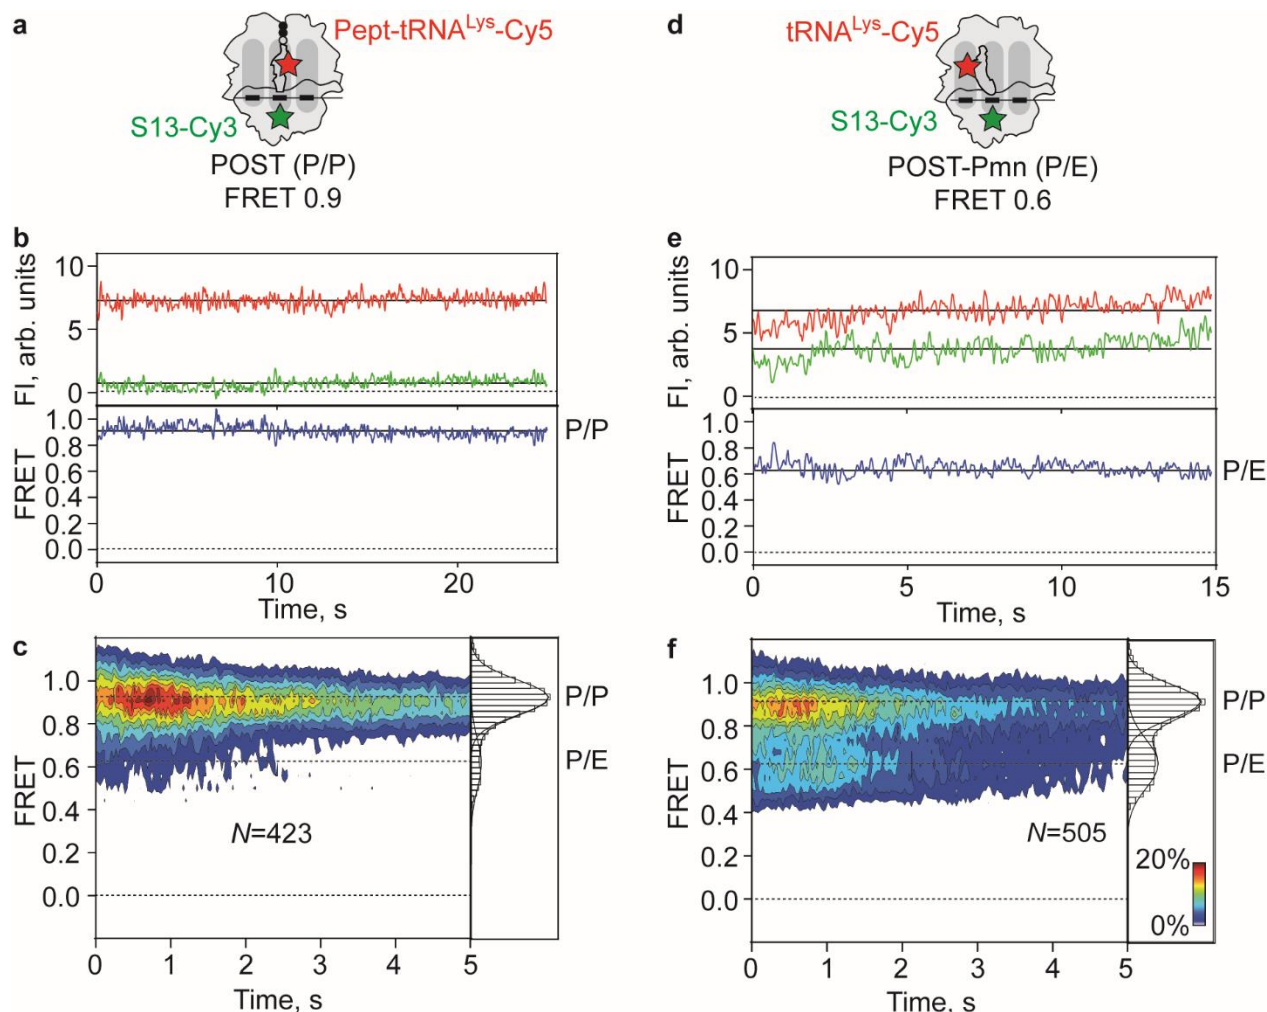 a
Pept-tRNA^Lys-Cy5
S13-Cy3
POST (P/P)
FRET 0.9
b
FI, arb. units
10
5
0
FRET
1.0
0.8
0.6
0.4
0.2
0.0
P/P
0
10
20
Time, s
c
FRET
1.0
0.8
0.6
0.4
0.2
0.0
P/P
P/E
N=423
0
1
2
3
4
5
Time, s
d
tRNA^Lys-Cy5
S13-Cy3
POST-Pmn (P/E)
FRET 0.6
e
FI, arb. units
10
5
0
FRET
1.0
0.8
0.6
0.4
0.2
0.0
P/E
0
5
10
15
Time, s
f
FRET
1.0
0.8
0.6
0.4
0.2
0.0
P/P
P/E
N=505
20%
0%
0
1
2
3
4
5
Time, s